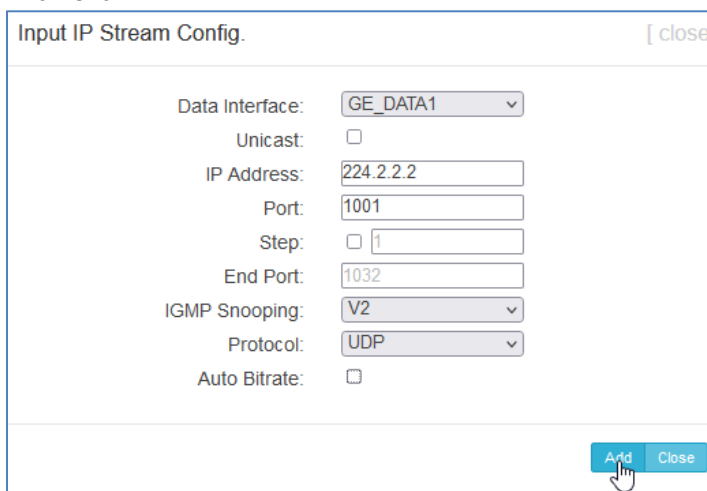 Input IP Stream Config. [ close
Data Interface: GE_DATA1
Unicast:
IP Address: 224.2.2.2
Port: 1001
Step: 1
End Port: 1032
IGMP Snooping: V2
Protocol: UDP
Auto Bitrate:
Add Close